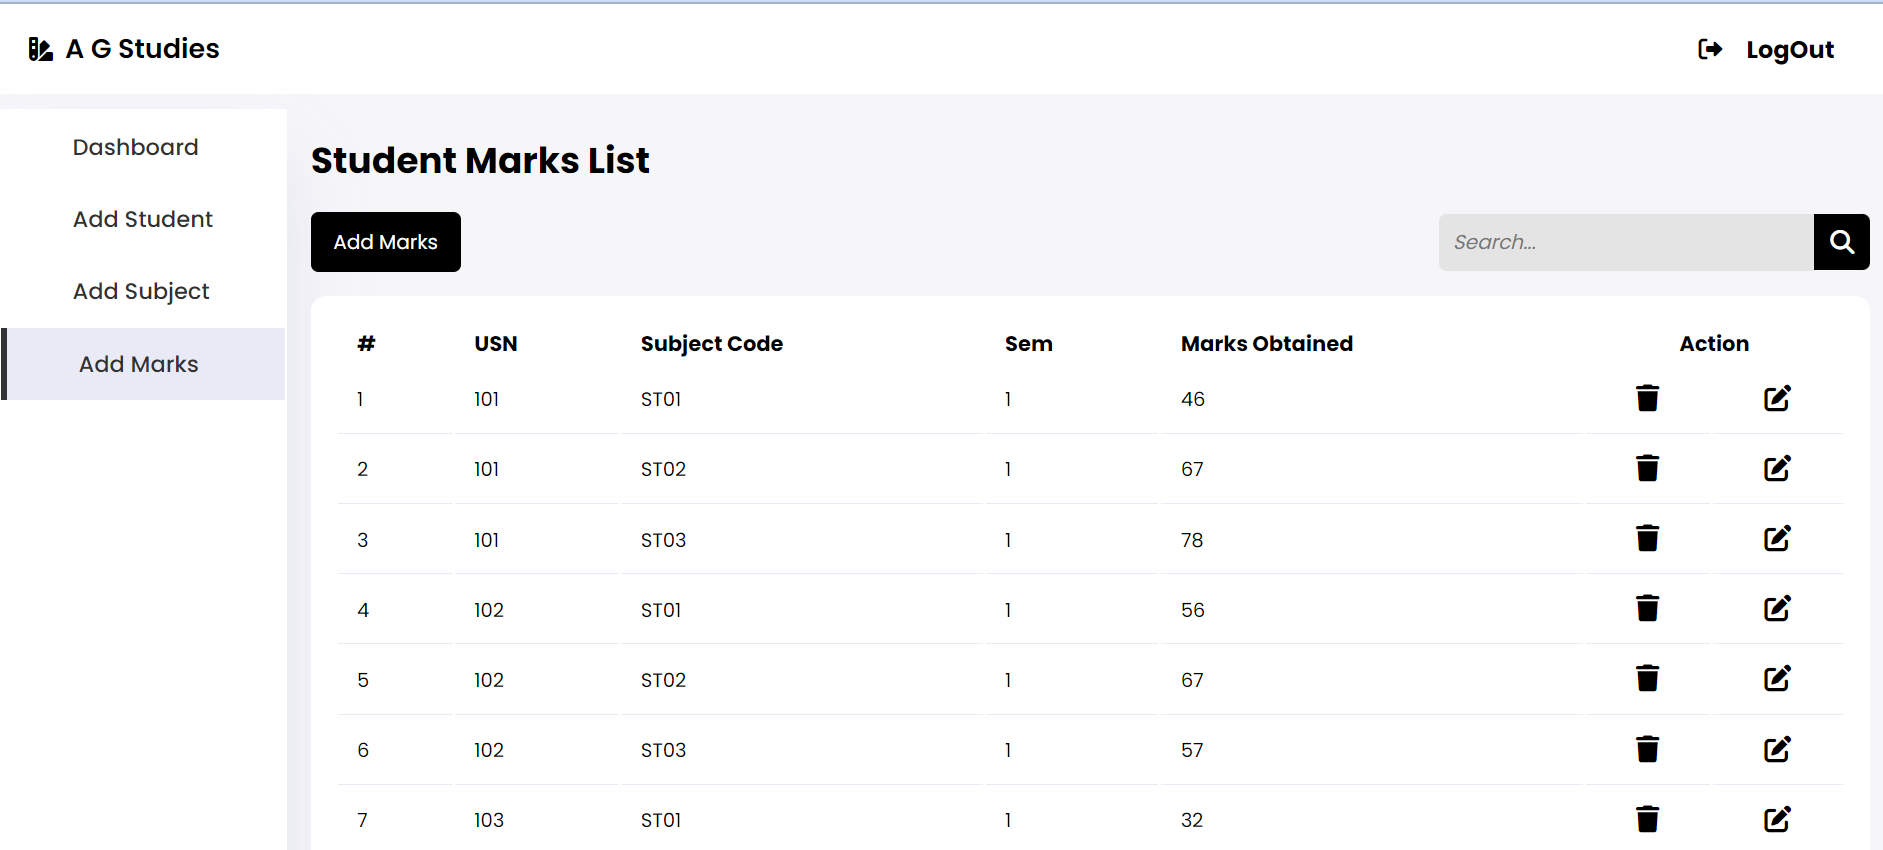 A G Studies
LogOut
Dashboard
Add Student
Add Subject
Add Marks
Student Marks List
Add Marks
Search...
# USN Subject Code Sem Marks Obtained Action
1 101 ST01 1 46
2 101 ST02 1 67
3 101 ST03 1 78
4 102 ST01 1 56
5 102 ST02 1 67
6 102 ST03 1 57
7 103 ST01 1 32